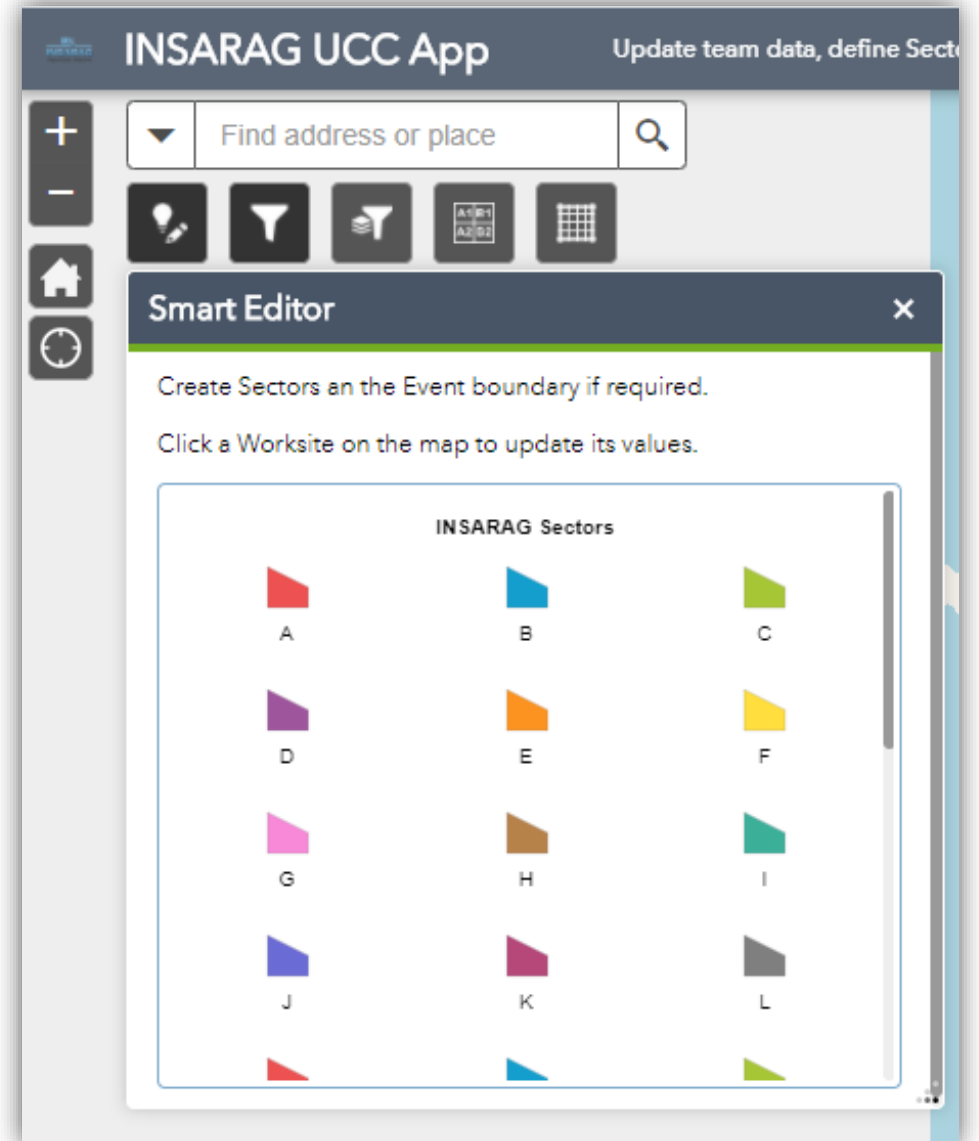 INSARAG UCC App
Update team data, define Secto
Find address or place
A1 B1
A2 B2
Smart Editor
Create Sectors an the Event boundary if required.
Click a Worksite on the map to update its values.
INSARAG Sectors
A B C
D E F
G H I
J K L